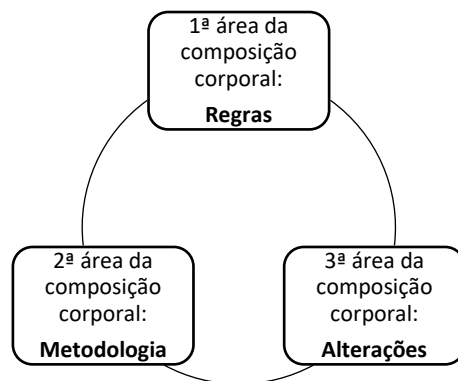 1ª área da
composição
corporal:
Regras
2ª área da
composição
corporal:
Metodologia
3ª área da
composição
corporal:
Alterações